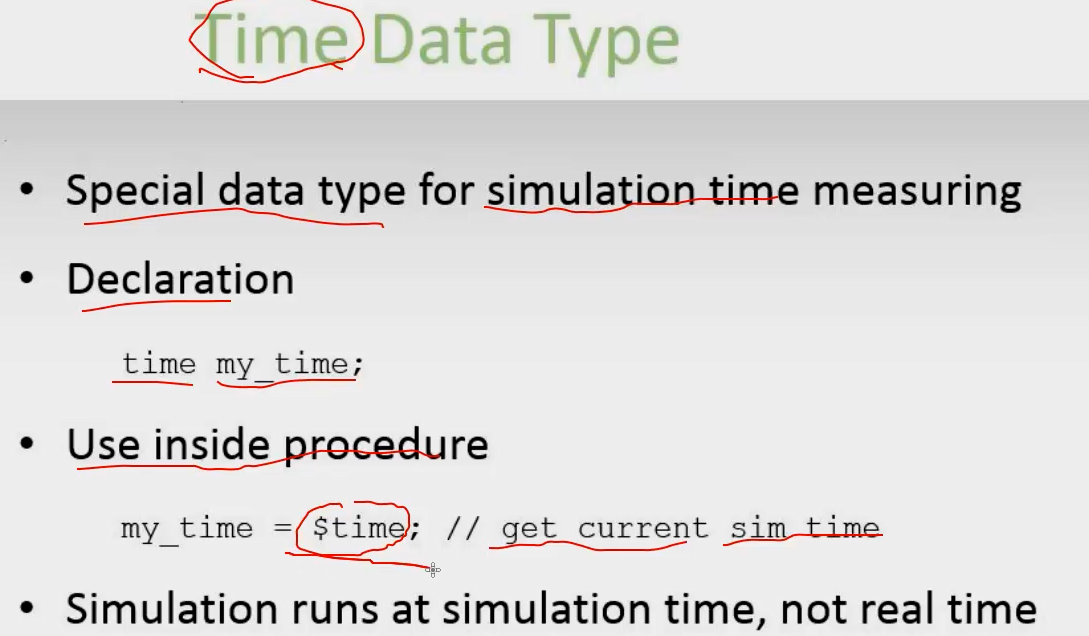 Time Data Type
• Special data type for simulation time measuring
• Declaration
time my_time;
• Use inside procedure
my_time = $time; // get current sim time
• Simulation runs at simulation time, not real time